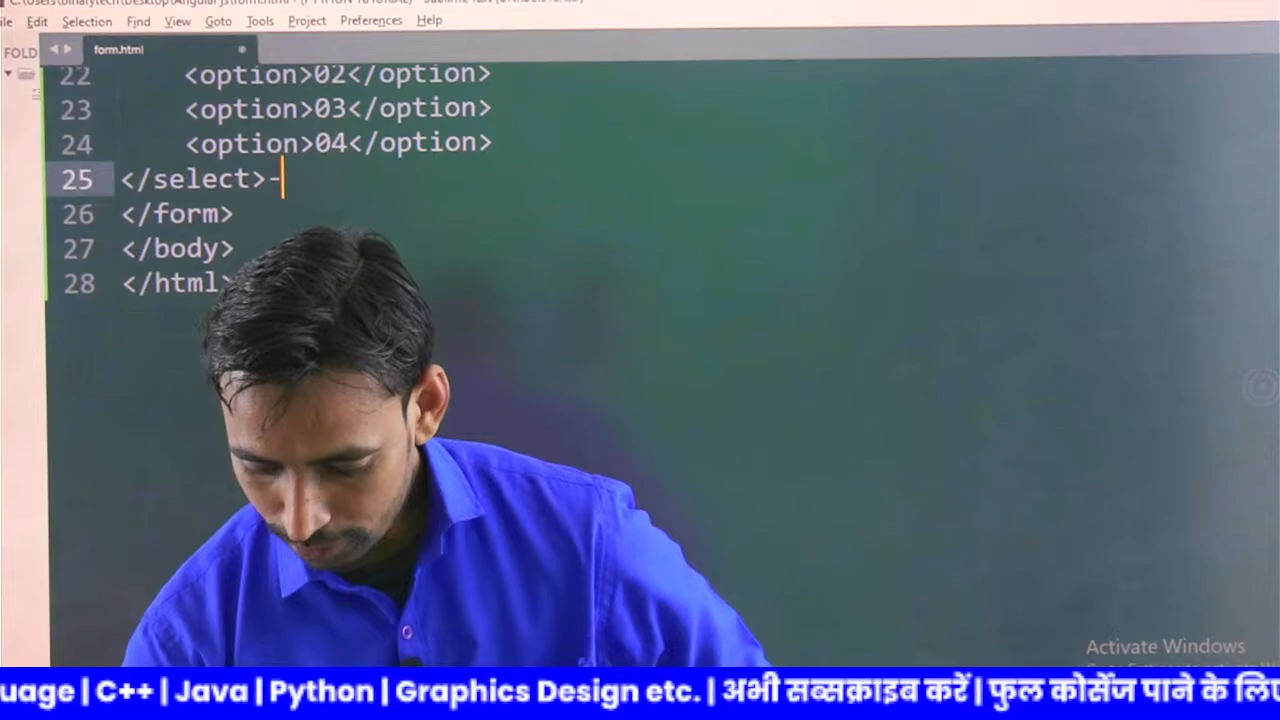 File Edit Selection Find View Goto Tools Project Preferences Help
FOLD
form.html
22 <option>02</option>
23 <option>03</option>
24 <option>04</option>
25 </select>-
26 </form>
27 </body>
28 </html>
Activate Windows
uage | C++ | Java | Python | Graphics Design etc. | अभी सब्सक्राइब करें | फुल कोर्सेज पाने के लिए